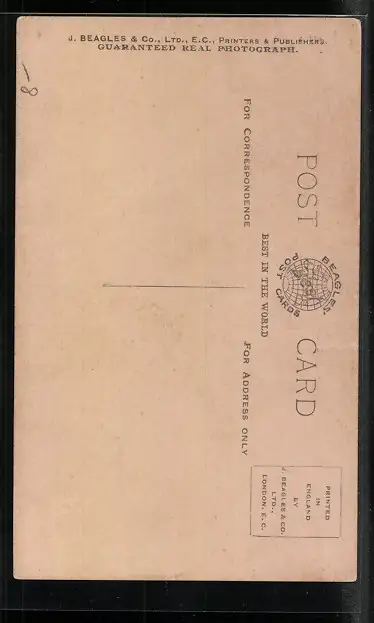 J. BEAGLES & Co., LTD., E.C., PRINTERS & PUBLISHERS.
GUARANTEED REAL PHOTOGRAPH.
8-
POST CARD
BEAGLES'
POST CARDS
BEST IN THE WORLD
FOR CORRESPONDENCE
FOR ADDRESS ONLY
PRINTED
IN
ENGLAND
BY
J. BEAGLES & CO.
LTD.,
LONDON, E. C.